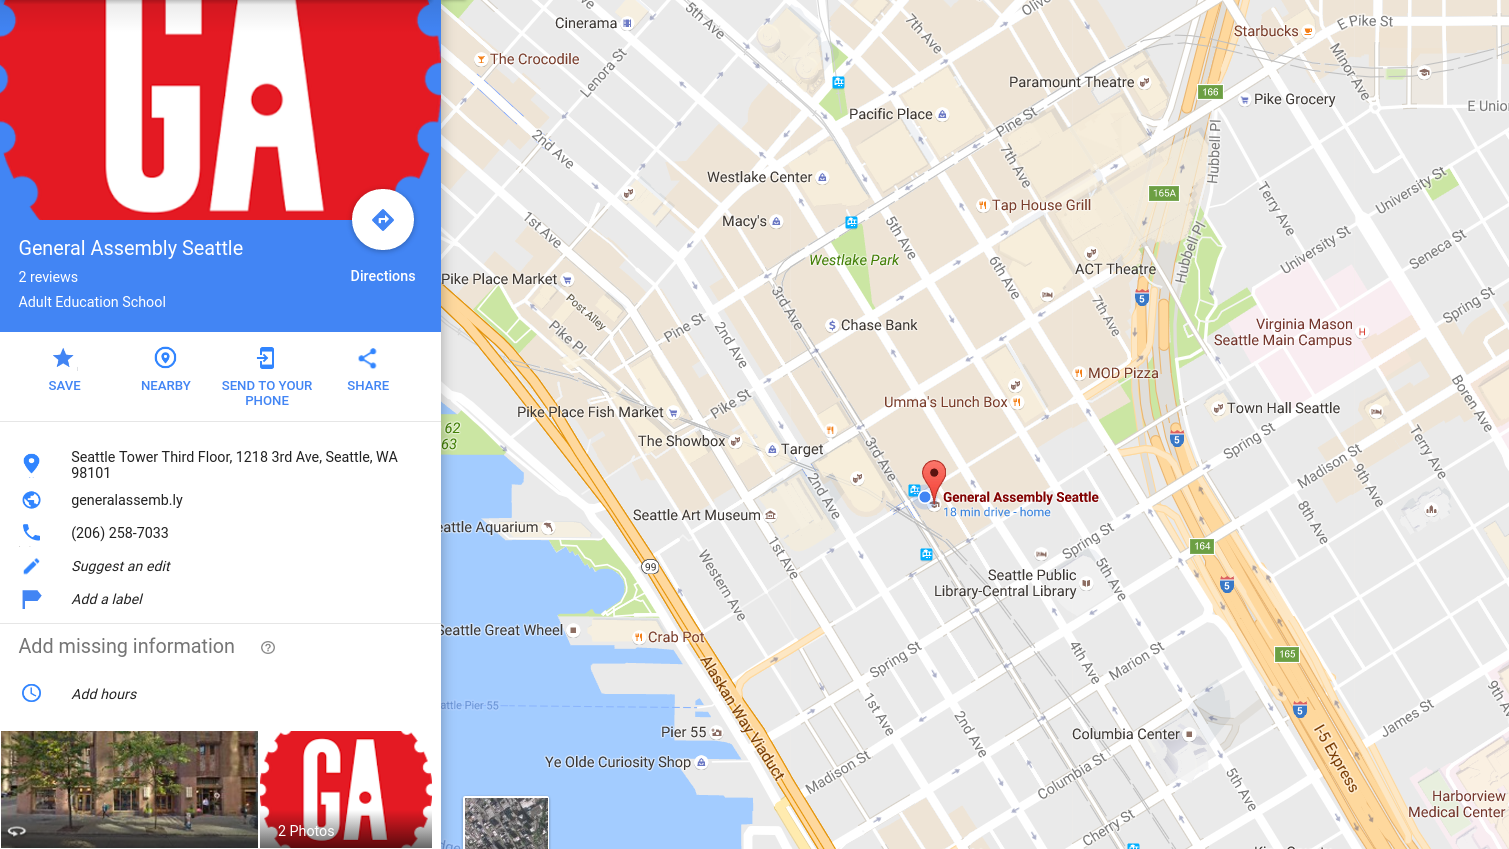 GA
General Assembly Seattle
2 reviews
Directions
Adult Education School
SAVE
NEARBY
SEND TO YOUR
PHONE
SHARE
Seattle Tower Third Floor, 1218 3rd Ave, Seattle, WA
98101
generalassemb.ly
(206) 258-7033
Suggest an edit
Add a label
Add missing information
Add hours
GA
2 Photos
Cinerama
5th Ave
7th Ave
E Pike St
Starbucks
The Crocodile
Lenora St
Minor Ave
Paramount Theatre
166
Pike Grocery
Pacific Place
Pine St
2nd Ave
Hubbell Pl
7th Ave
Westlake Center
165A
Terry Ave
University St
Tap House Grill
Macy's
1st Ave
5th Ave
Hubbell Pl
University St
Seneca St
Westlake Park
6th Ave
ACT Theatre
Pike Place Market
Post Alley
3rd Ave
7th Ave
5
Spring St
Pike Pl
Pine St
2nd Ave
Chase Bank
Virginia Mason
Seattle Main Campus
H
MOD Pizza
Boren Ave
Umma's Lunch Box
Pike Place Fish Market
Pike St
Town Hall Seattle
62
63
The Showbox
Target
3rd Ave
5
Spring St
Madison St
Terry Ave
General Assembly Seattle
18 min drive - home
2nd Ave
Seattle Art Museum
8th Ave
1st Ave
99
Western Ave
Spring St
164
5th Ave
Seattle Public
Library-Central Library
5
Seattle Great Wheel
Crab Pot
Spring St
4th Ave
Marion St
165
Alaskan Way Viaduct
9th Ave
attle Pier 55
1st Ave
2nd Ave
5
James St
Pier 55
Columbia Center
I-5 Express
Ye Olde Curiosity Shop
Madison St
Columbia St
5th Ave
Harborview
Medical Center
Cherry St